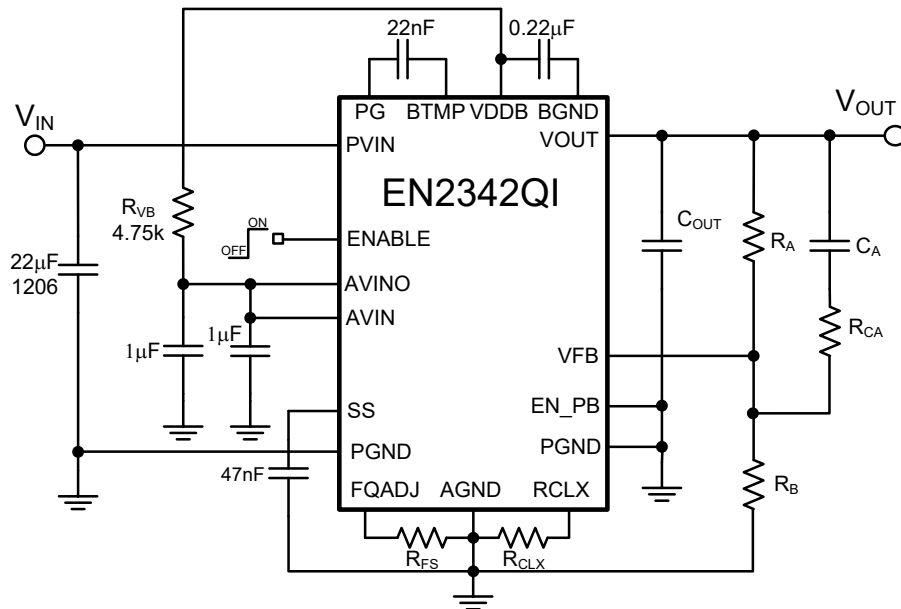 22nF
0.22μF
PG
BTMP
VDDB
BGND
V_IN
V_OUT
PVIN
VOUT
EN2342QI
R_VB
4.75k
ON
OFF
ENABLE
C_OUT
R_A
C_A
22μF
1206
AVINO
AVIN
1μF
1μF
R_CA
VFB
SS
EN_PB
PGND
PGND
47nF
FQADJ
AGND
RCLX
R_B
R_FS
R_CLX